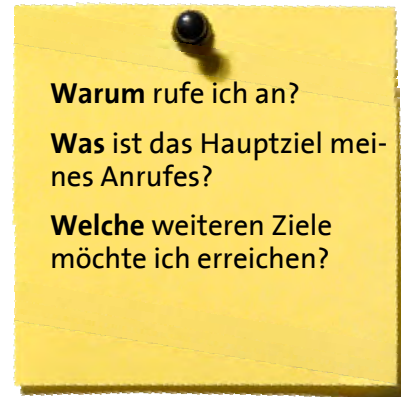 Warum rufe ich an?
Was ist das Hauptziel mei-
nes Anrufes?
Welche weiteren Ziele
möchte ich erreichen?